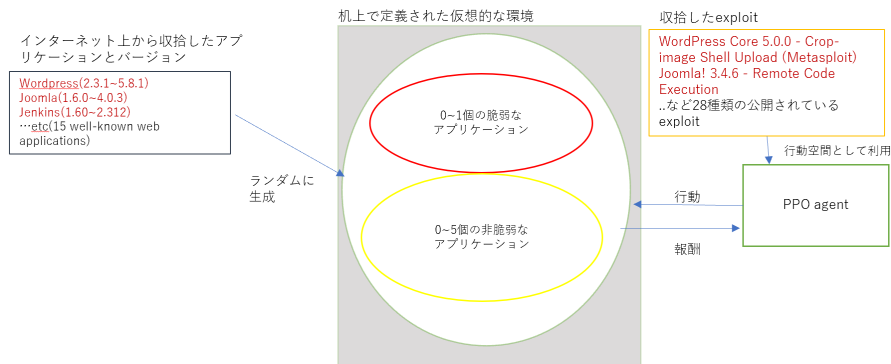 インターネット上から収拾したアプ
リケーションとバージョン
Wordpress(2.3.1~5.8.1)
Joomla(1.6.0~4.0.3)
Jenkins(1.60~2.312)
…etc(15 well-known web
applications)
ランダムに
生成
机上で定義された仮想的な環境
0~1個の脆弱な
アプリケーション
0~5個の非脆弱な
アプリケーション
収拾したexploit
WordPress Core 5.0.0 - Crop-
image Shell Upload (Metasploit)
Joomla! 3.4.6 - Remote Code
Execution
..など28種類の公開されている
exploit
行動空間として利用
行動
PPO agent
報酬